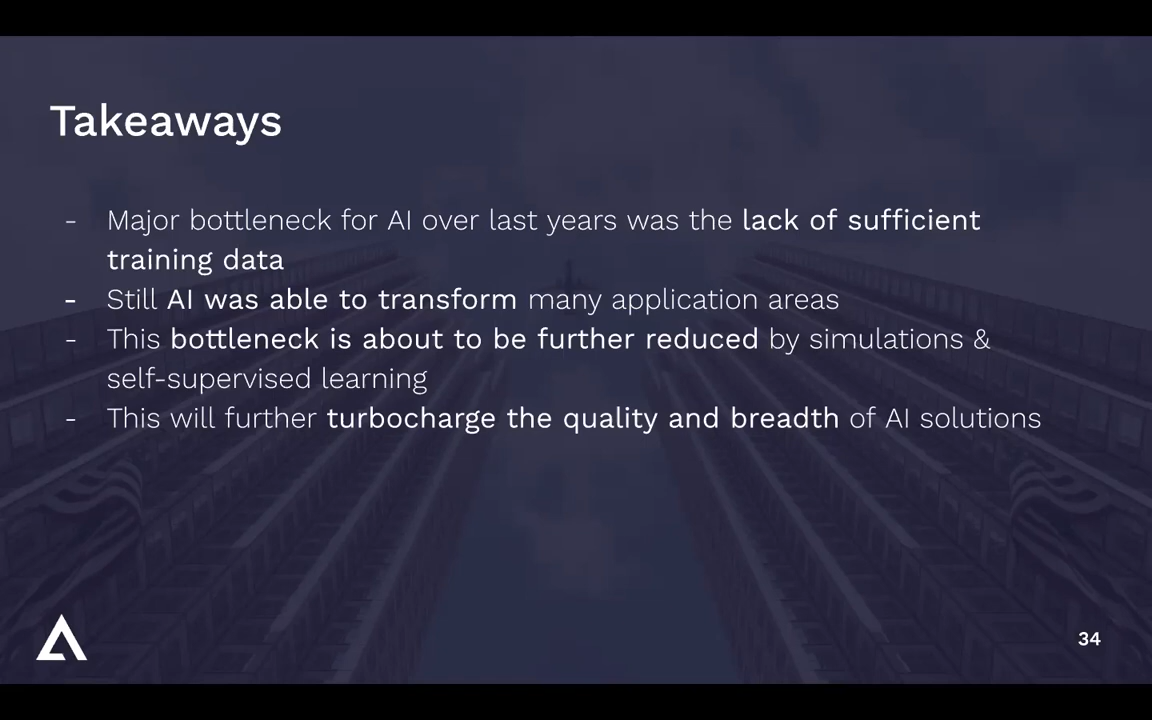 Takeaways
- Major bottleneck for AI over last years was the lack of sufficient
training data
- Still AI was able to transform many application areas
- This bottleneck is about to be further reduced by simulations &
self-supervised learning
- This will further turbocharge the quality and breadth of AI solutions
34